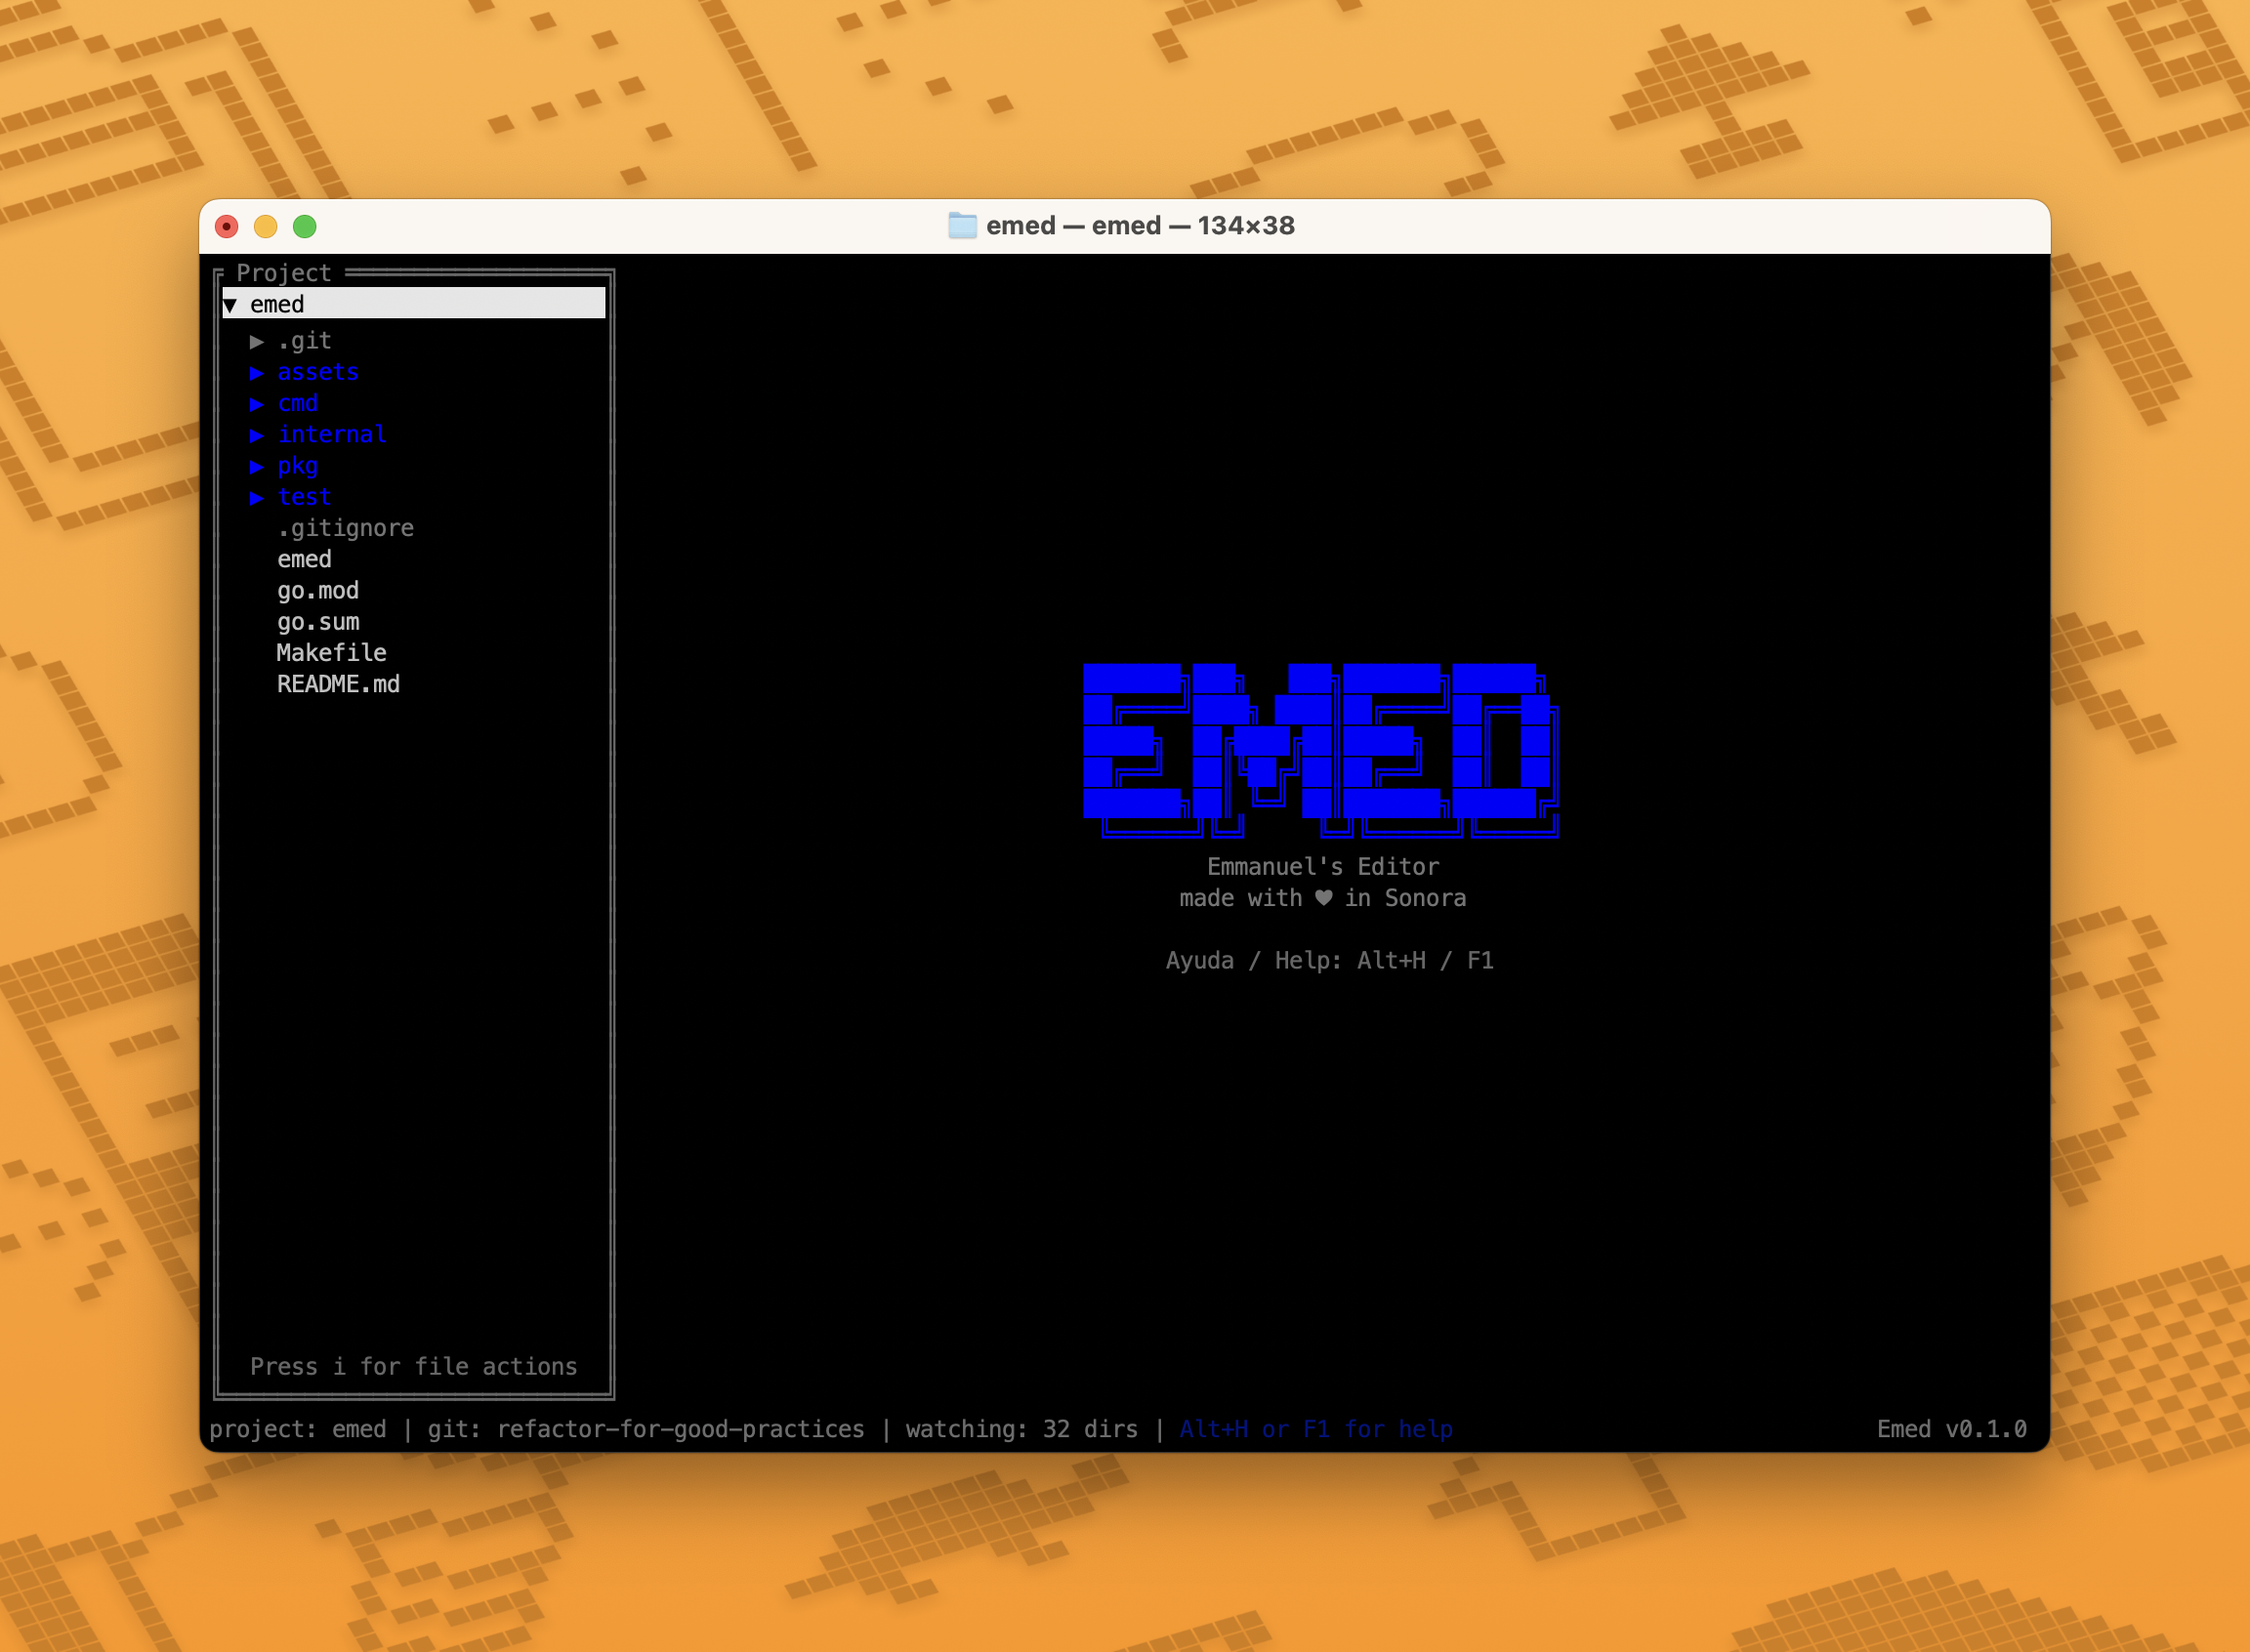 emed — emed — 134×38
Project
▼ emed
▶ .git
▶ assets
▶ cmd
▶ internal
▶ pkg
▶ test
.gitignore
emed
go.mod
go.sum
Makefile
README.md
EMED
Emmanuel's Editor
made with ♥ in Sonora
Ayuda / Help: Alt+H / F1
Press i for file actions
project: emed | git: refactor-for-good-practices | watching: 32 dirs | Alt+H or F1 for help
Emed v0.1.0